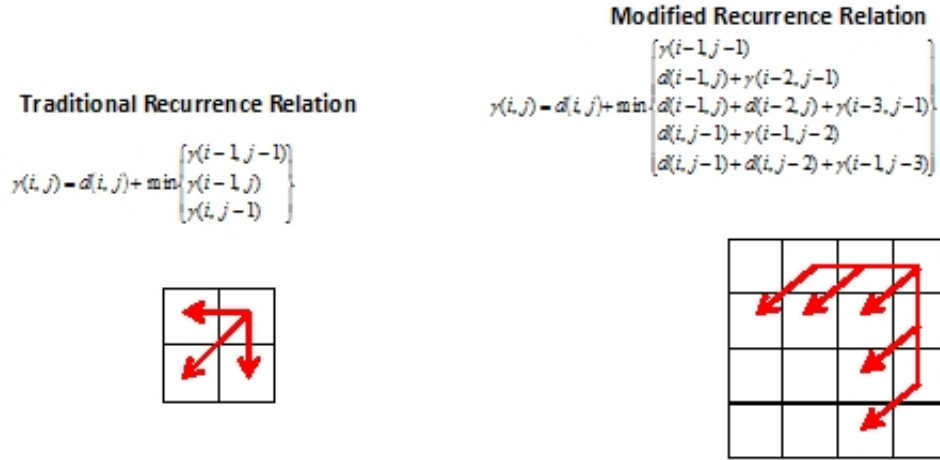 Traditional Recurrence Relation
γ(i, j) = d(i, j) + min{γ(i−1, j−1)
γ(i−1, j)
γ(i, j−1)}
Modified Recurrence Relation
γ(i−1, j−1)
d(i−1, j) + γ(i−2, j−1)
γ(i, j) = d(i, j) + min{d(i−1, j) + d(i−2, j) + γ(i−3, j−1)}
d(i, j−1) + γ(i−1, j−2)
d(i, j−1) + d(i, j−2) + γ(i−1, j−3)